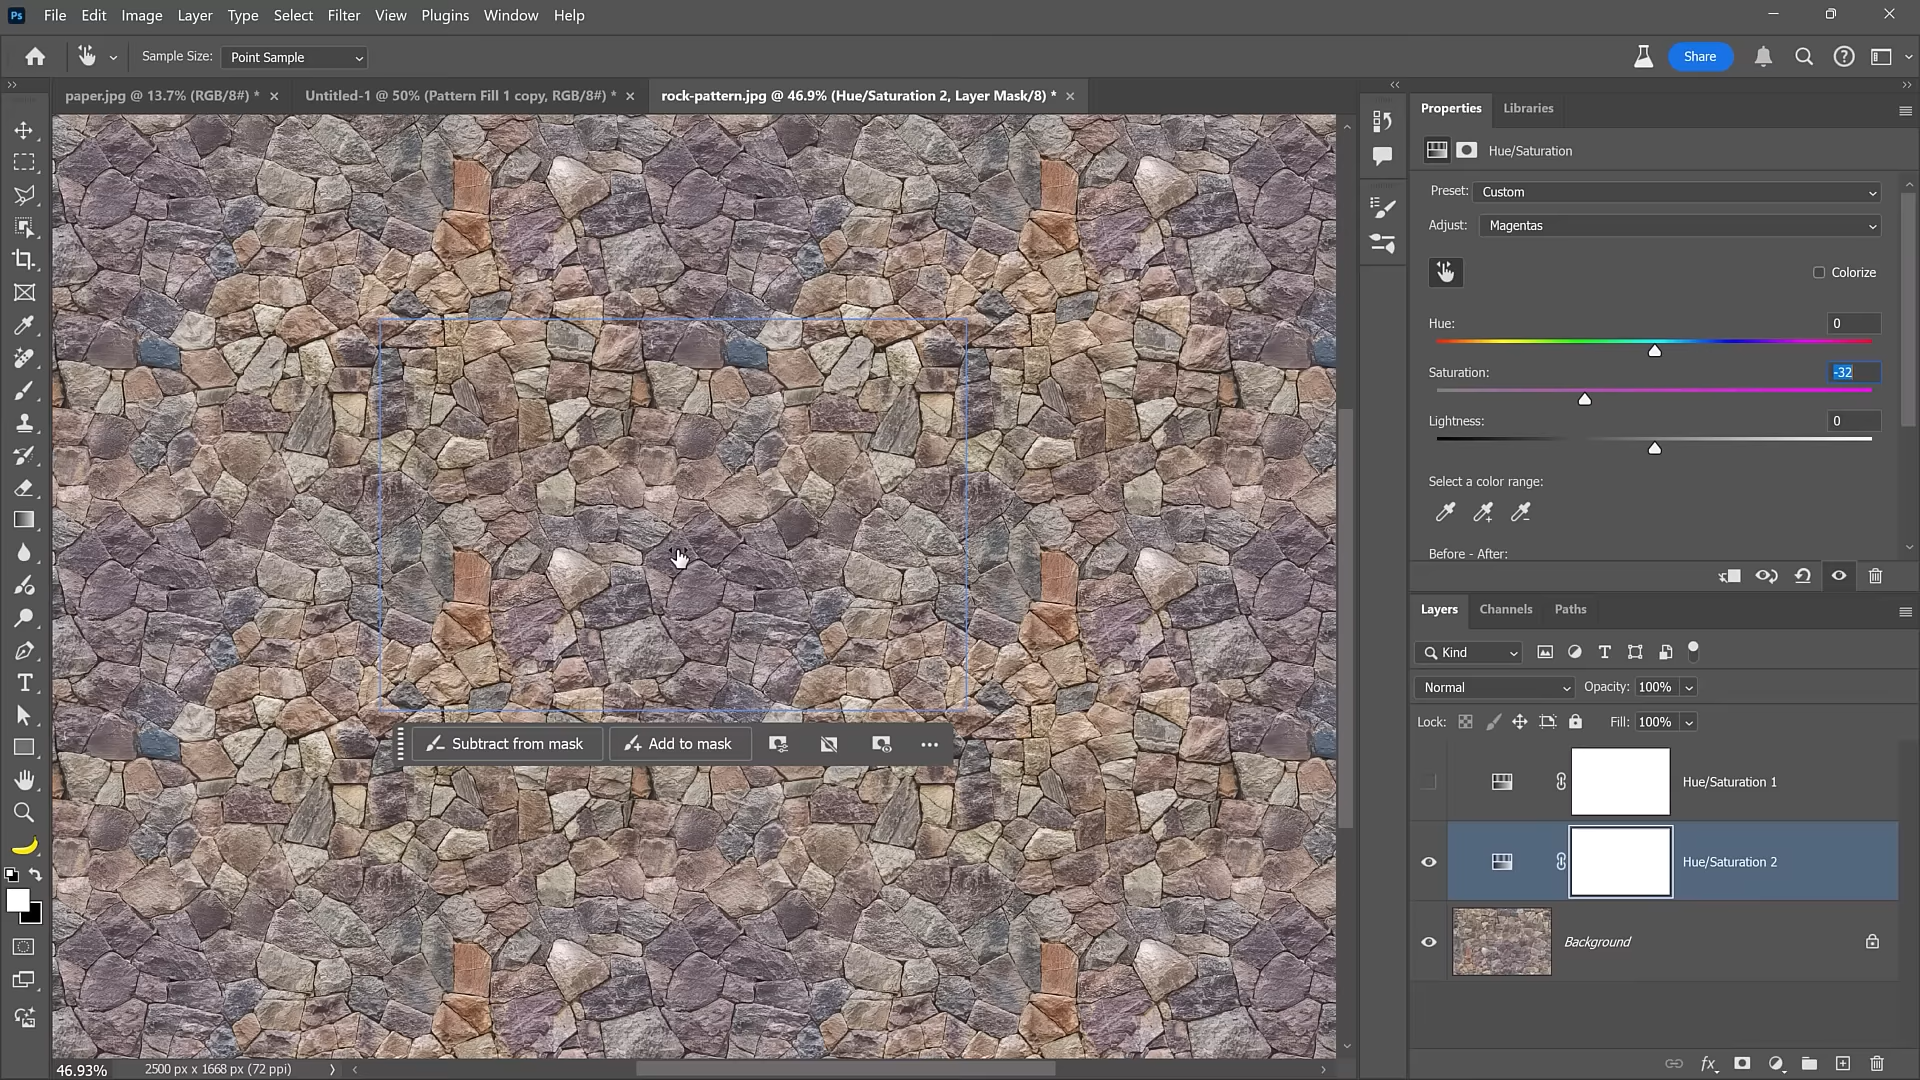 Ps File Edit Image Layer Type Select Filter View Plugins Window Help
Sample Size: Point Sample Share
paper.jpg @ 13.7% (RGB/8#) * Untitled-1 @ 50% (Pattern Fill 1 copy, RGB/8#) * rock-pattern.jpg @ 46.9% (Hue/Saturation 2, Layer Mask/8) *
Properties Libraries
Hue/Saturation
Preset: Custom
Adjust: Magentas
Colorize
Hue: 0
Saturation: -32
Lightness: 0
Select a color range:
Before - After:
Layers Channels Paths
Kind
Normal Opacity: 100%
Lock: Fill: 100%
Subtract from mask Add to mask
Hue/Saturation 1
Hue/Saturation 2
Background
46.93% 2500 px x 1668 px (72 ppi)
fx